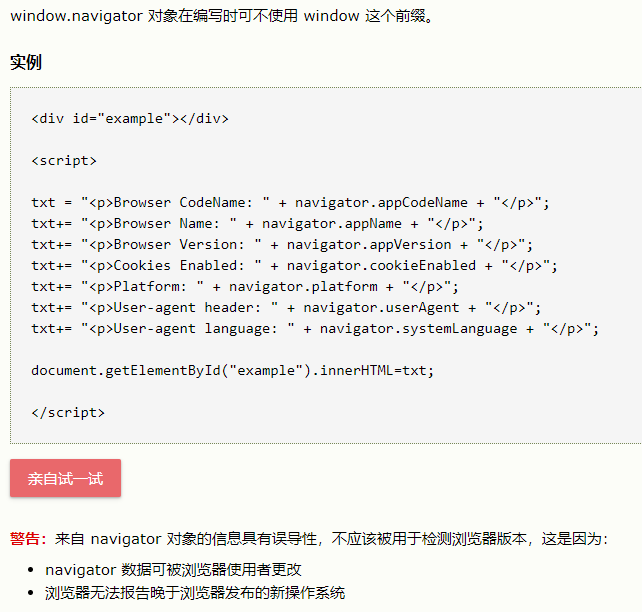 window.navigator 对象在编写时可不使用 window 这个前缀。
实例
<div id="example"></div>
<script>
txt = "<p>Browser CodeName: " + navigator.appCodeName + "</p>";
txt+= "<p>Browser Name: " + navigator.appName + "</p>";
txt+= "<p>Browser Version: " + navigator.appVersion + "</p>";
txt+= "<p>Cookies Enabled: " + navigator.cookieEnabled + "</p>";
txt+= "<p>Platform: " + navigator.platform + "</p>";
txt+= "<p>User-agent header: " + navigator.userAgent + "</p>";
txt+= "<p>User-agent language: " + navigator.systemLanguage + "</p>";
document.getElementById("example").innerHTML=txt;
</script>
亲自试一试
警告：来自 navigator 对象的信息具有误导性，不应该被用于检测浏览器版本，这是因为：
• navigator 数据可被浏览器使用者更改
• 浏览器无法报告晚于浏览器发布的新操作系统